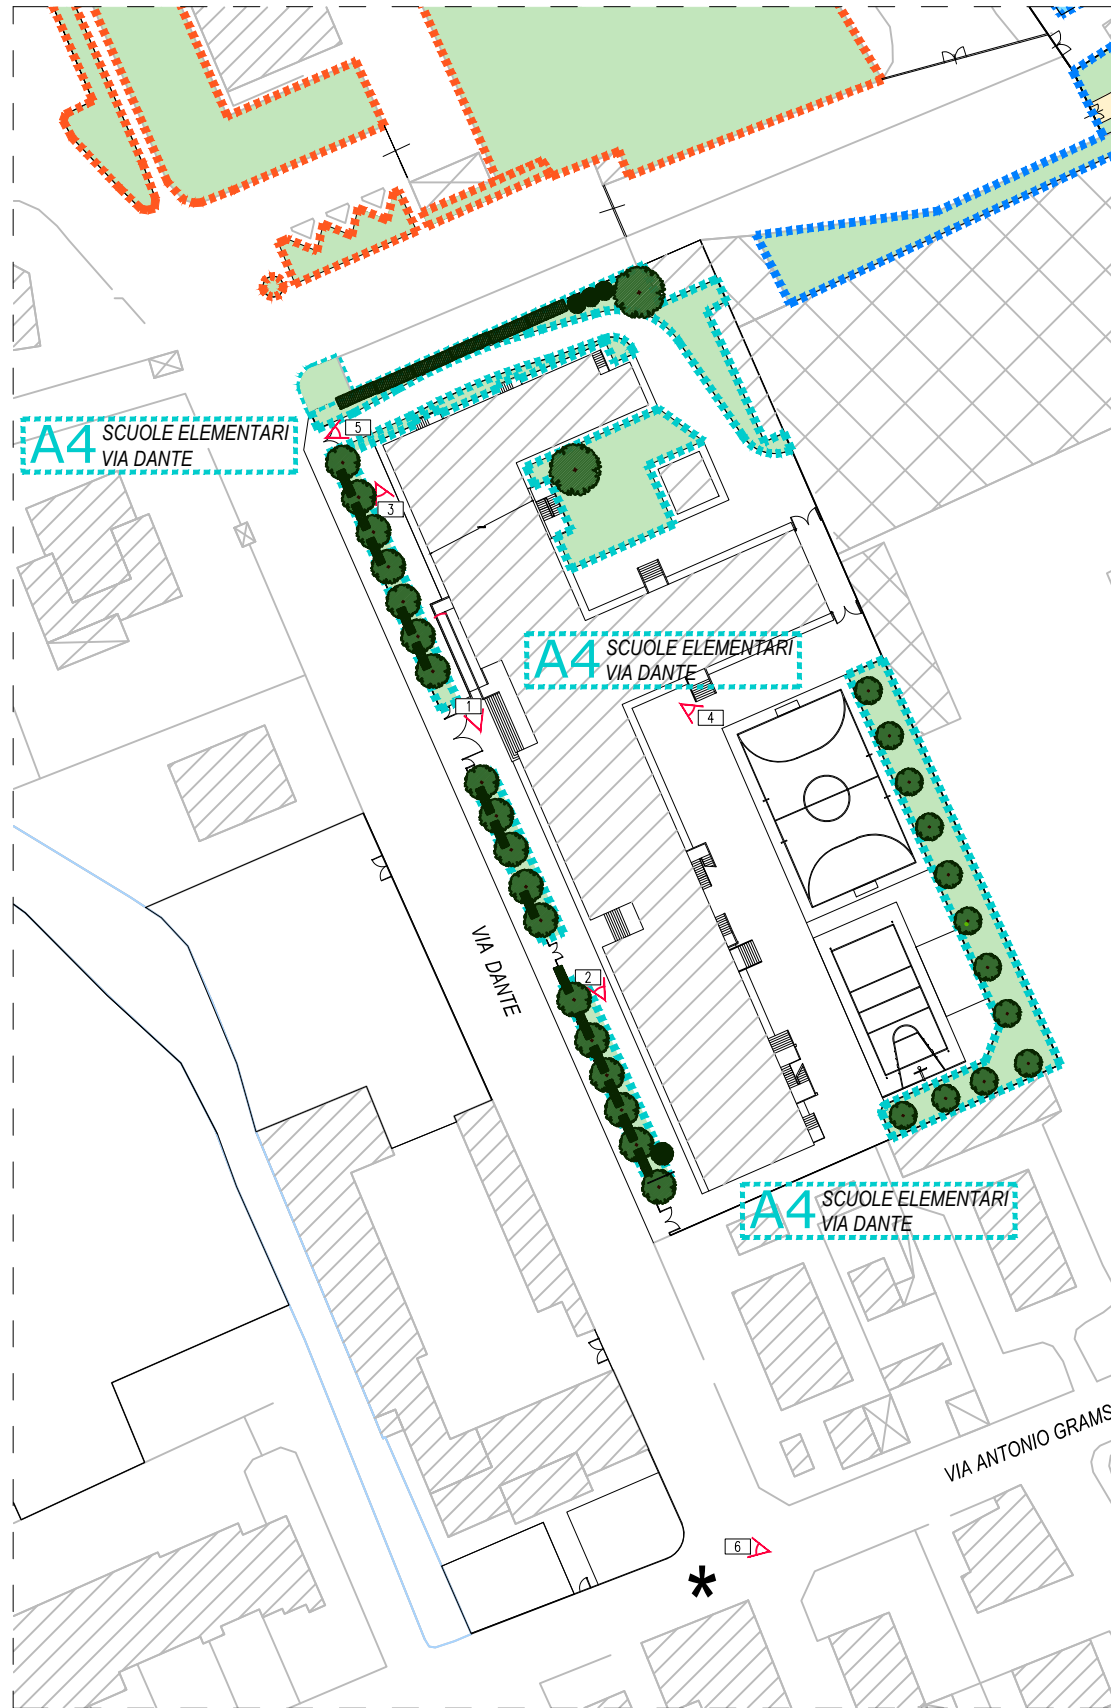 A4 SCUOLE ELEMENTARI
VIA DANTE
5
3
A4 SCUOLE ELEMENTARI
VIA DANTE
1
4
VIA DANTE
2
A4 SCUOLE ELEMENTARI
VIA DANTE
VIA ANTONIO GRAMS
6
*